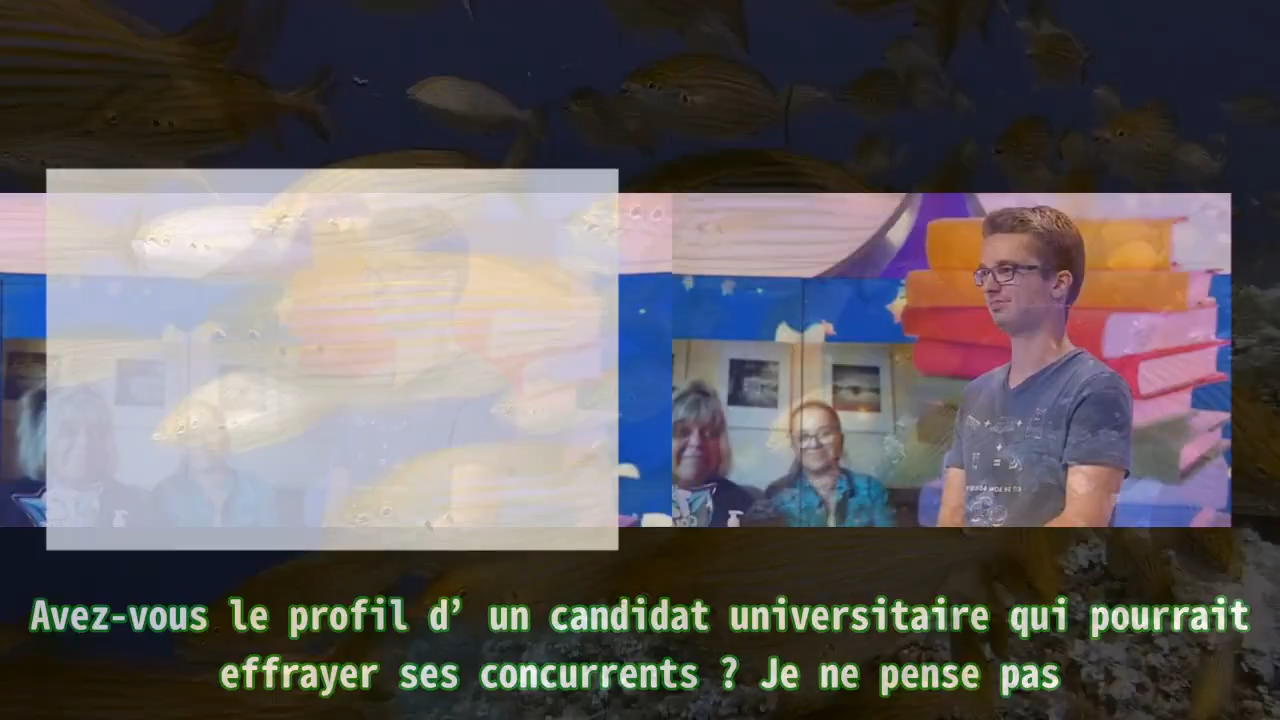 Avez-vous le profil d’ un candidat universitaire qui pourrait
effrayer ses concurrents ? Je ne pense pas